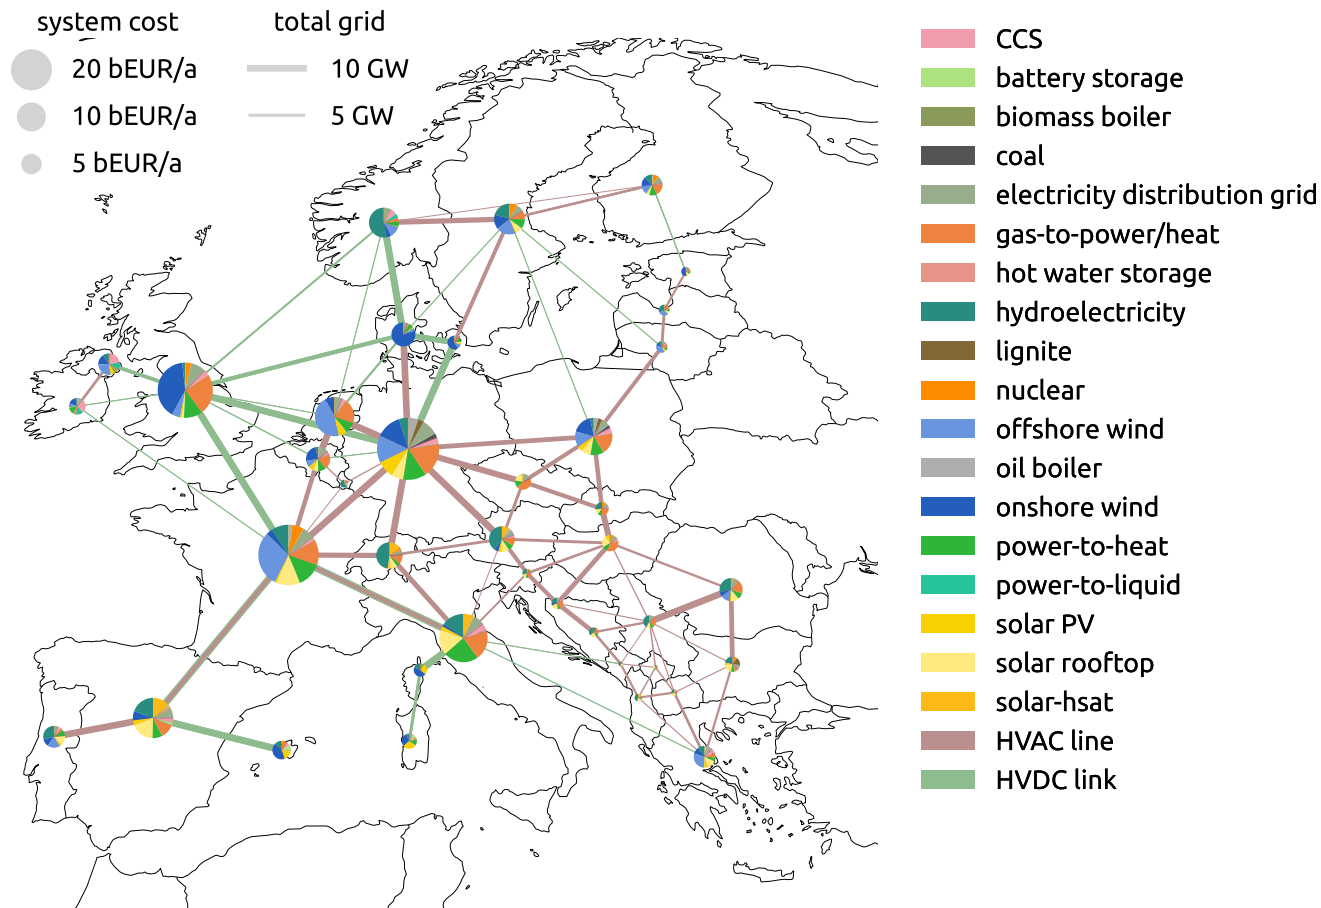 system cost
total grid
20 bEUR/a
10 GW
10 bEUR/a
5 GW
5 bEUR/a
CCS
battery storage
biomass boiler
coal
electricity distribution grid
gas-to-power/heat
hot water storage
hydroelectricity
lignite
nuclear
offshore wind
oil boiler
onshore wind
power-to-heat
power-to-liquid
solar PV
solar rooftop
solar-hsat
HVAC line
HVDC link